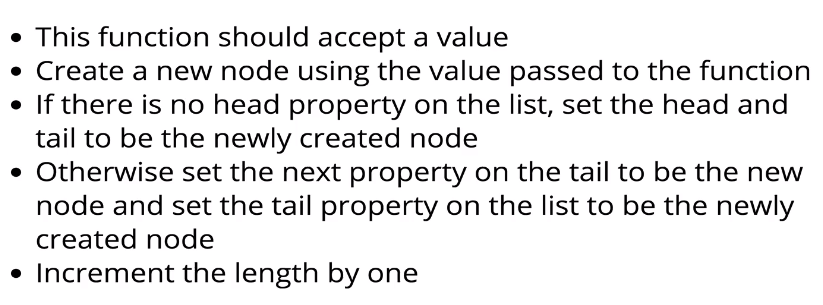 • This function should accept a value
• Create a new node using the value passed to the function
• If there is no head property on the list, set the head and
tail to be the newly created node
• Otherwise set the next property on the tail to be the new
node and set the tail property on the list to be the newly
created node
• Increment the length by one